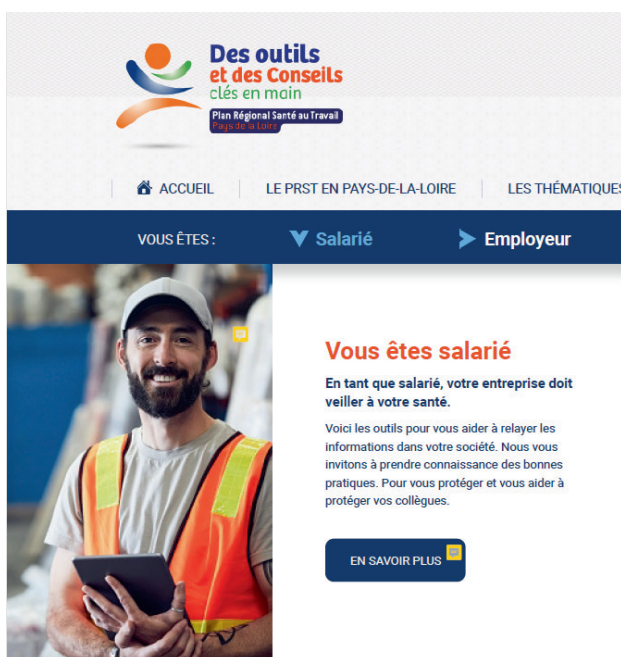 Des outils
et des Conseils
clés en main
Plan Régional Santé au Travail
Pays de la Loire
ACCUEIL
LE PRST EN PAYS-DE-LA-LOIRE
LES THÉMATIQUES
VOUS ÊTES :
Salarié
Employeur
Vous êtes salarié
En tant que salarié, votre entreprise doit
veiller à votre santé.
Voici les outils pour vous aider à relayer les
informations dans votre société. Nous vous
invitons à prendre connaissance des bonnes
pratiques. Pour vous protéger et vous aider à
protéger vos collègues.
EN SAVOIR PLUS